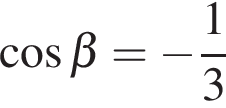 cos β = −1/3